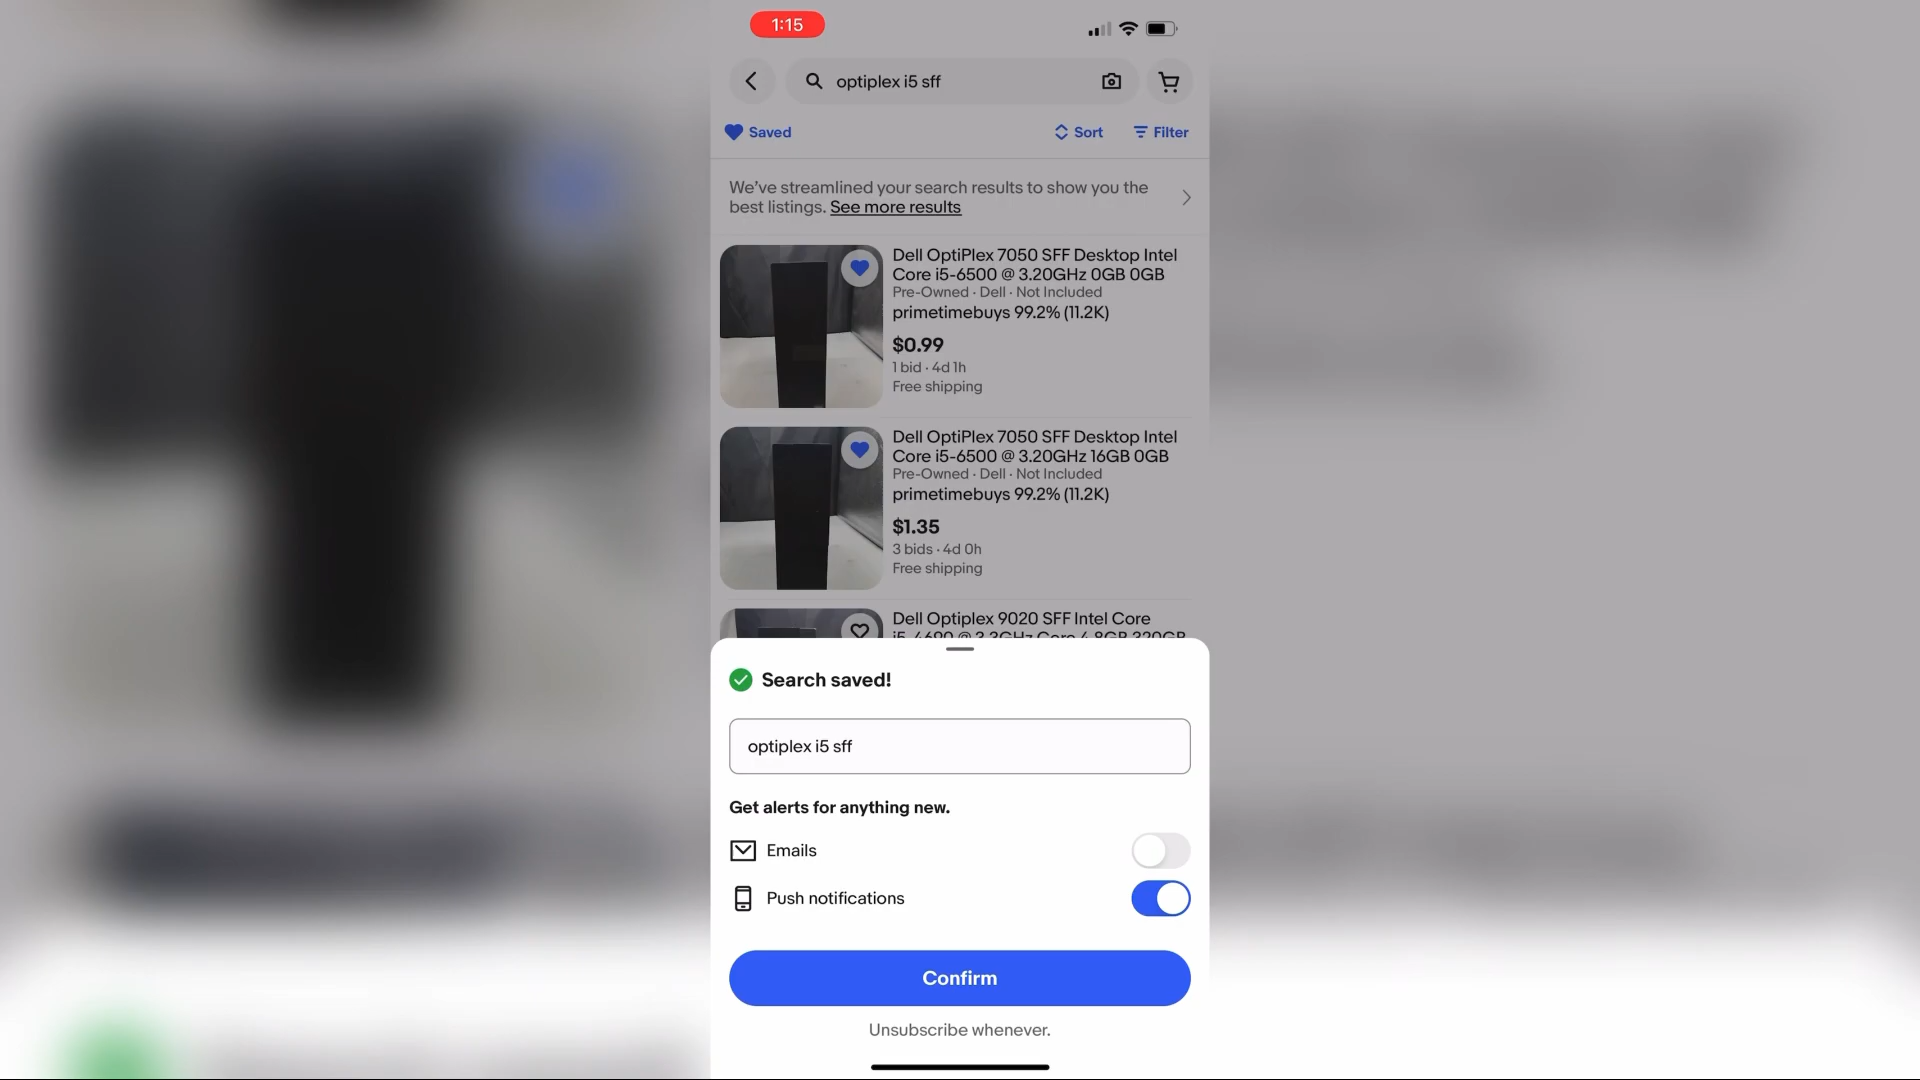 1:15
optiplex i5 sff
Saved
Sort
Filter
We've streamlined your search results to show you the
best listings. See more results
Dell OptiPlex 7050 SFF Desktop Intel
Core i5-6500 @ 3.20GHz 0GB 0GB
Pre-Owned · Dell · Not Included
primetimebuys 99.2% (11.2K)
$0.99
1 bid · 4d 1h
Free shipping
Dell OptiPlex 7050 SFF Desktop Intel
Core i5-6500 @ 3.20GHz 16GB 0GB
Pre-Owned · Dell · Not Included
primetimebuys 99.2% (11.2K)
$1.35
3 bids · 4d 0h
Free shipping
Dell Optiplex 9020 SFF Intel Core
Search saved!
optiplex i5 sff
Get alerts for anything new.
Emails
Push notifications
Confirm
Unsubscribe whenever.